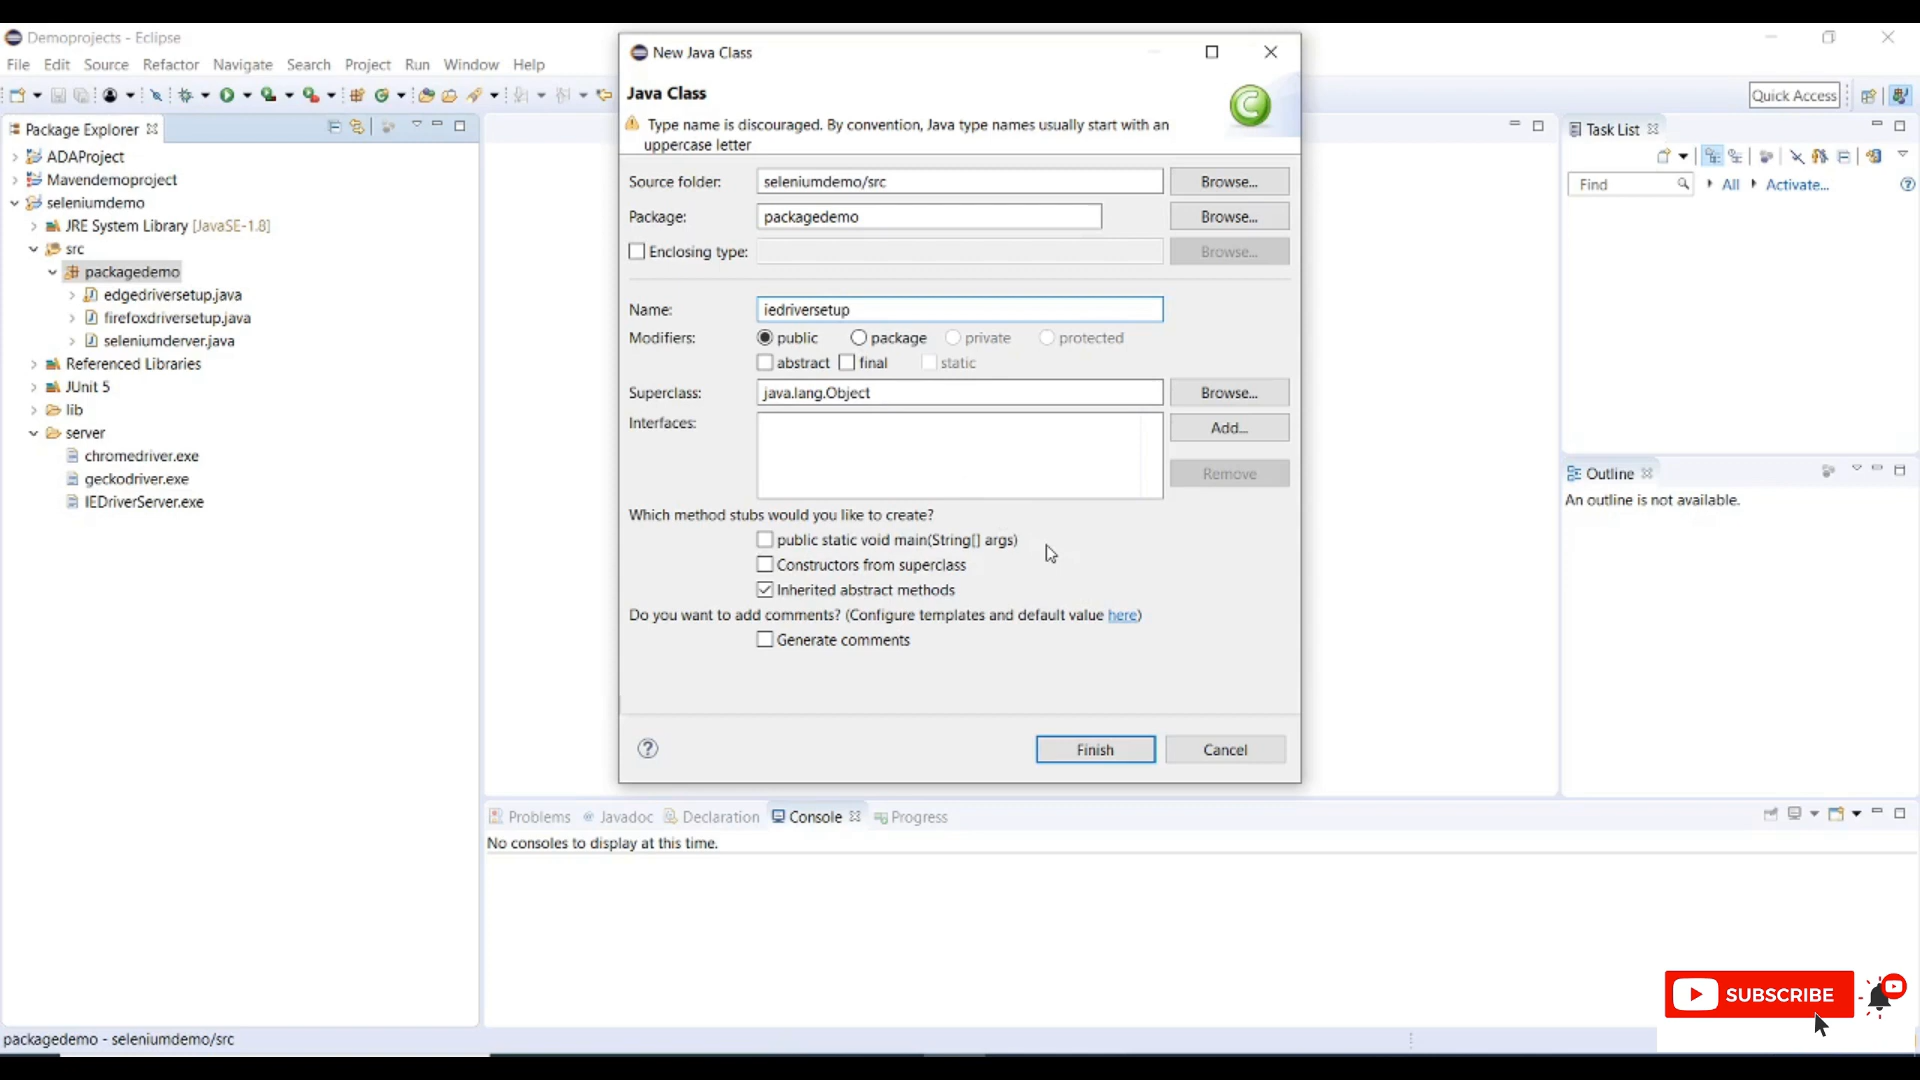 Demoprojects - Eclipse
File Edit Source Refactor Navigate Search Project Run Window Help
Quick Access
Package Explorer
ADAProject
Mavendemoproject
seleniumdemo
JRE System Library [JavaSE-1.8]
src
packagedemo
edgedriversetup.java
firefoxdriversetup.java
seleniumderver.java
Referenced Libraries
JUnit 5
lib
server
chromedriver.exe
geckodriver.exe
IEDriverServer.exe
New Java Class
Java Class
Type name is discouraged. By convention, Java type names usually start with an
uppercase letter
Source folder: seleniumdemo/src Browse...
Package: packagedemo Browse...
Enclosing type: Browse...
Name: iedriversetup
Modifiers: public package private protected
abstract final static
Superclass: java.lang.Object Browse...
Interfaces: Add...
Remove
Which method stubs would you like to create?
public static void main(String[] args)
Constructors from superclass
Inherited abstract methods
Do you want to add comments? (Configure templates and default value here)
Generate comments
Finish Cancel
Task List
Find All Activate...
Outline
An outline is not available.
Problems Javadoc Declaration Console Progress
No consoles to display at this time.
SUBSCRIBE
packagedemo - seleniumdemo/src